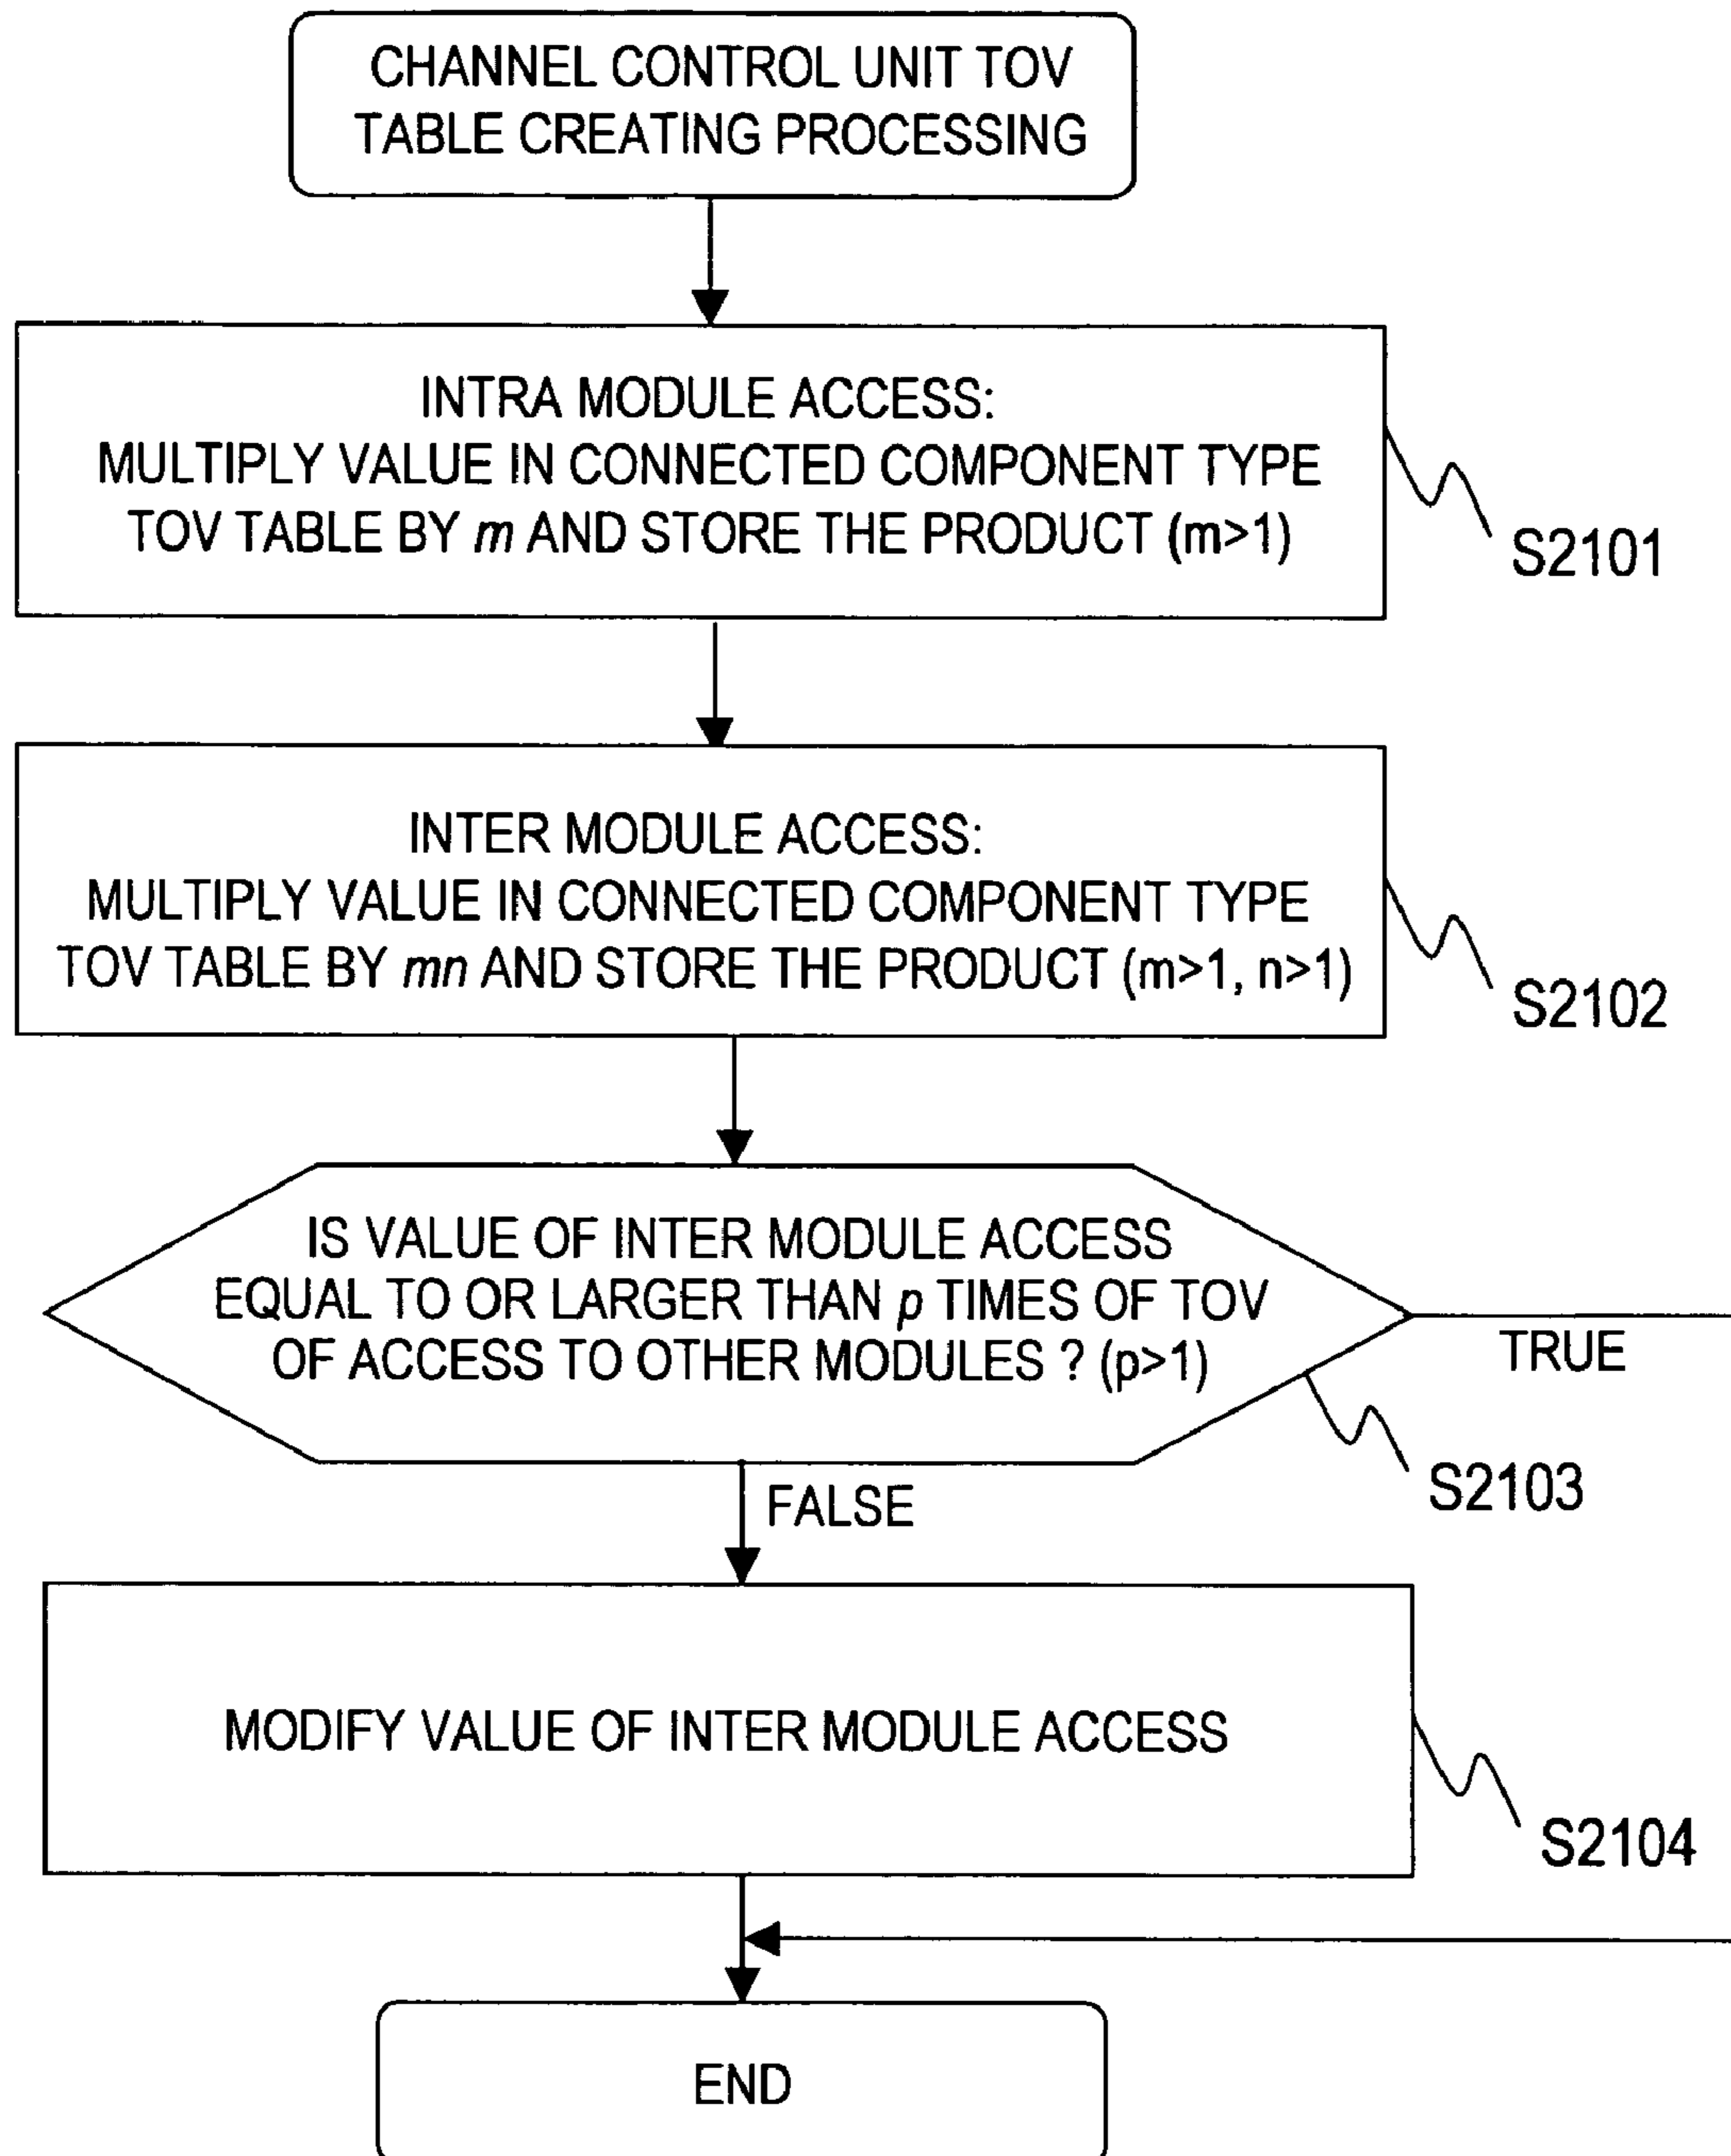 CHANNEL CONTROL UNIT TOV
TABLE CREATING PROCESSING
INTRA MODULE ACCESS:
MULTIPLY VALUE IN CONNECTED COMPONENT TYPE
TOV TABLE BY m AND STORE THE PRODUCT (m>1)
S2101
INTER MODULE ACCESS:
MULTIPLY VALUE IN CONNECTED COMPONENT TYPE
TOV TABLE BY mn AND STORE THE PRODUCT (m>1, n>1)
S2102
IS VALUE OF INTER MODULE ACCESS
EQUAL TO OR LARGER THAN p TIMES OF TOV
OF ACCESS TO OTHER MODULES ? (p>1)
TRUE
S2103
FALSE
MODIFY VALUE OF INTER MODULE ACCESS
S2104
END